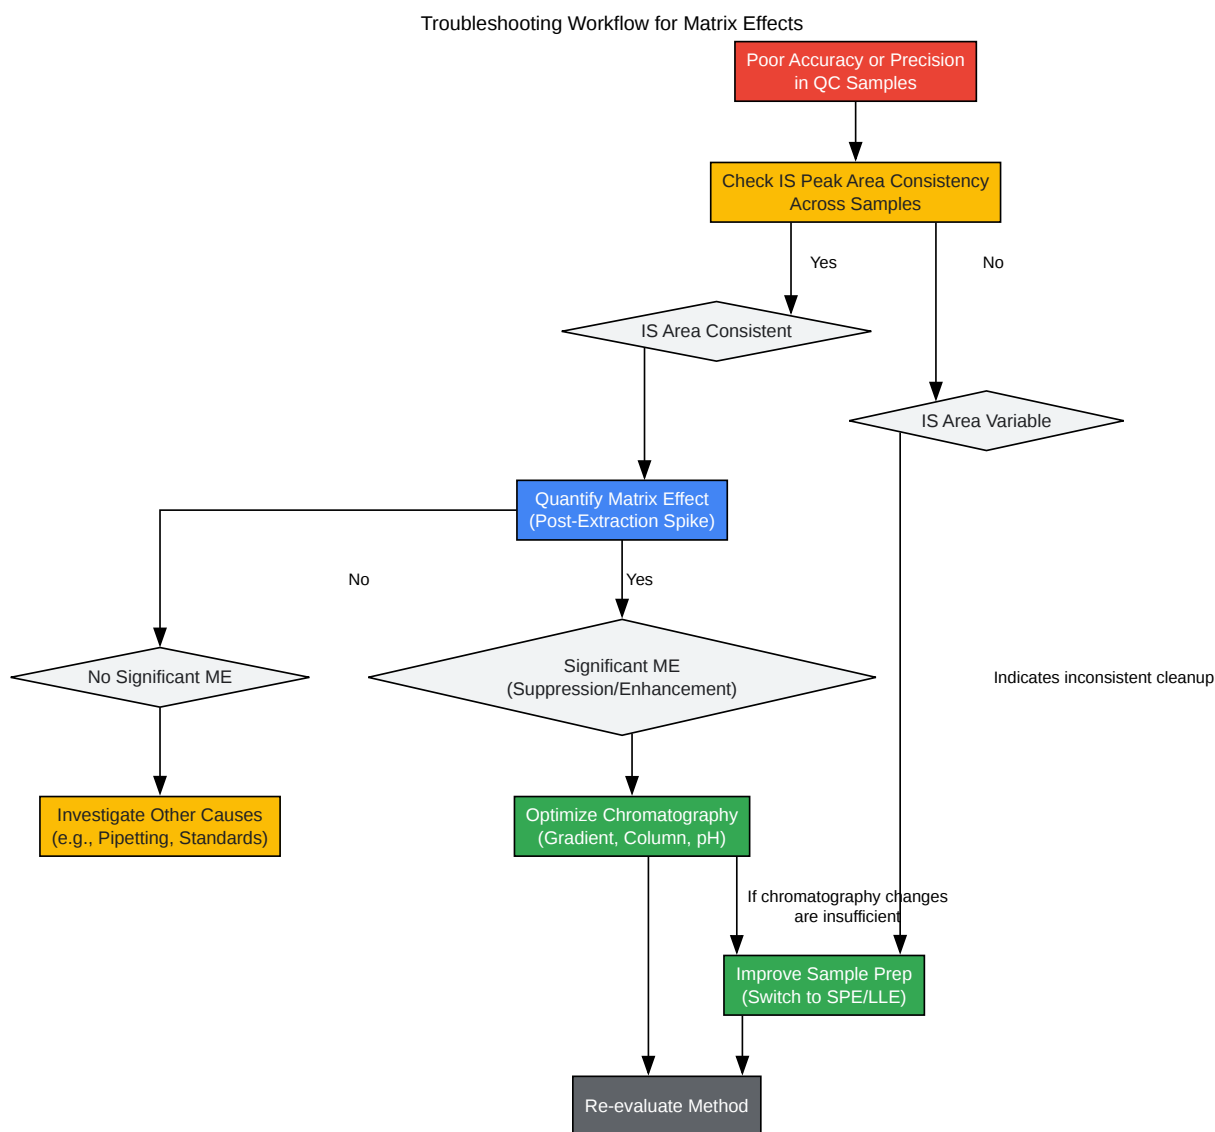 Troubleshooting Workflow for Matrix Effects
Poor Accuracy or Precision
in QC Samples
Check IS Peak Area Consistency
Across Samples
Yes
No
IS Area Consistent
IS Area Variable
Quantify Matrix Effect
(Post-Extraction Spike)
No
Yes
No Significant ME
Significant ME
(Suppression/Enhancement)
Indicates inconsistent cleanup
Investigate Other Causes
(e.g., Pipetting, Standards)
Optimize Chromatography
(Gradient, Column, pH)
If chromatography changes
are insufficient
Improve Sample Prep
(Switch to SPE/LLE)
Re-evaluate Method